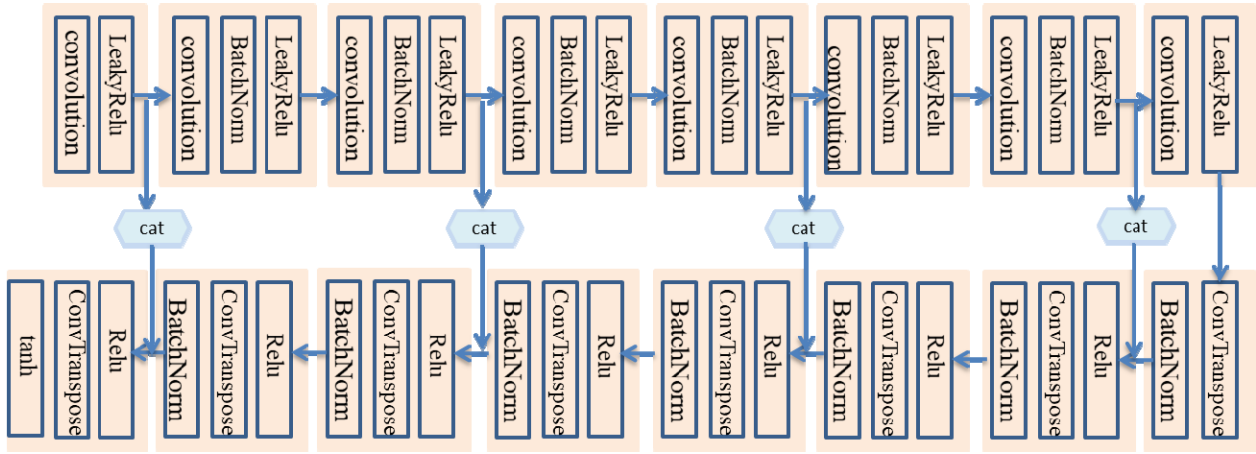 convolution
LeakyRelu
convolution
BatchNorm
LeakyRelu
convolution
BatchNorm
LeakyRelu
convolution
BatchNorm
LeakyRelu
convolution
BatchNorm
LeakyRelu
convolution
BatchNorm
LeakyRelu
convolution
BatchNorm
LeakyRelu
convolution
LeakyRelu
cat
cat
cat
cat
tanh
ConvTranspose
Relu
BatchNorm
ConvTranspose
Relu
BatchNorm
ConvTranspose
Relu
BatchNorm
ConvTranspose
Relu
BatchNorm
ConvTranspose
Relu
BatchNorm
ConvTranspose
Relu
BatchNorm
ConvTranspose
Relu
BatchNorm
ConvTranspose